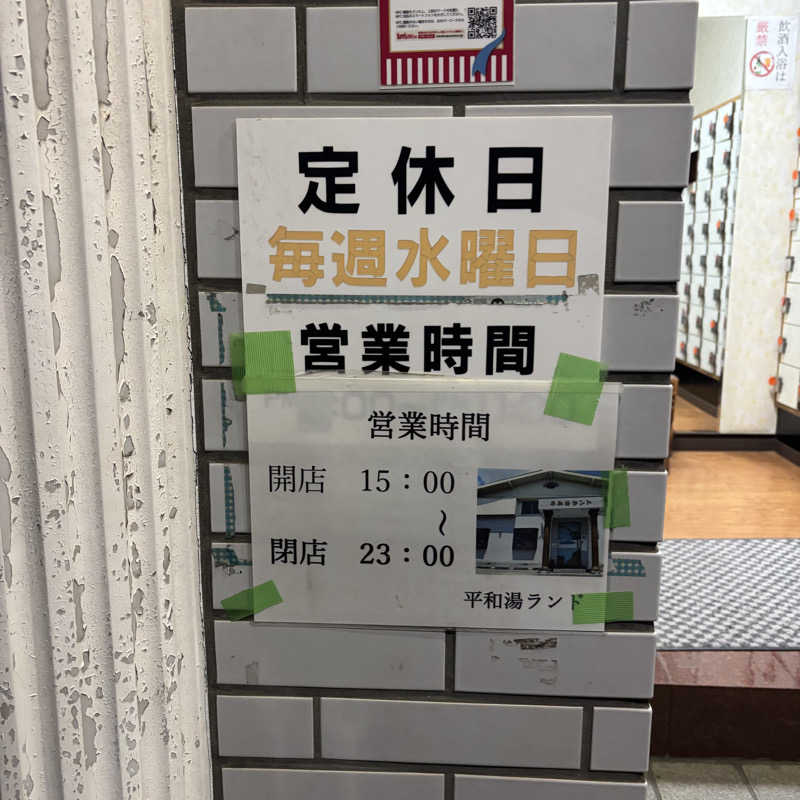 飲酒入浴は
厳禁
定休日
毎週水曜日
営業時間
営業時間
開店 15：00
〜
閉店 23：00
平和湯ランド